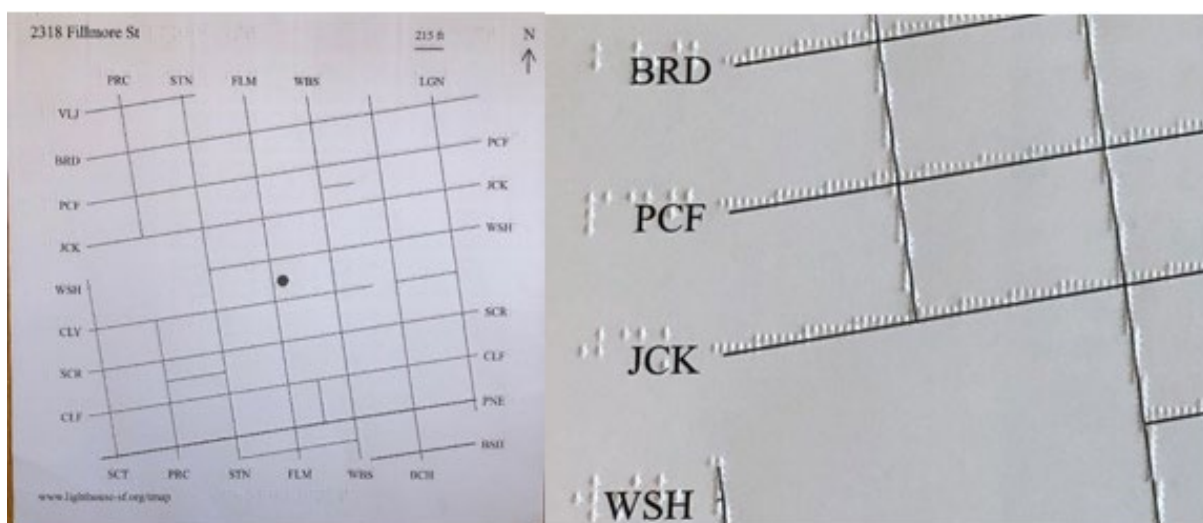 2318 Fillmore St
215 ft
N
PRC STN FLM WBS LGN
VLJ
BRD
PCF
JCK
WSH
CLY
SCR
CLF
PCF
JCK
WSH
SCR
CLF
PNE
BSH
SCT PRC STN FLM WBS BCH
www.lighthouse-sf.org/tmap
BRD
PCF
JCK
WSH